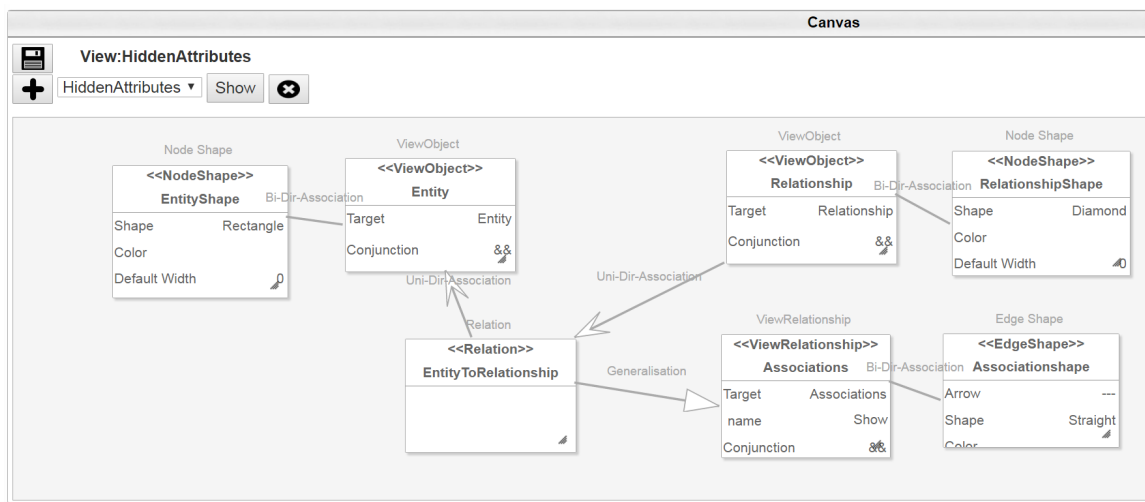 Canvas
View:HiddenAttributes
HiddenAttributes Show
Node Shape
<<NodeShape>>
EntityShape
Shape Rectangle
Color
Default Width 0
Bi-Dir-Association
ViewObject
<<ViewObject>>
Entity
Target Entity
Conjunction &&
Uni-Dir-Association
Relation
<<Relation>>
EntityToRelationship
Uni-Dir-Association
Generalisation
ViewObject
<<ViewObject>>
Relationship
Target Relationship
Conjunction &&
Bi-Dir-Association
Node Shape
<<NodeShape>>
RelationshipShape
Shape Diamond
Color
Default Width 0
ViewRelationship
<<ViewRelationship>>
Associations
Target Associations
name Show
Conjunction &&
Bi-Dir-Association
Edge Shape
<<EdgeShape>>
Associationshape
Arrow ---
Shape Straight
Color